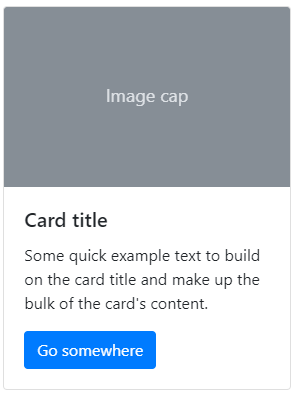 Image cap
Card title
Some quick example text to build
on the card title and make up the
bulk of the card's content.
Go somewhere